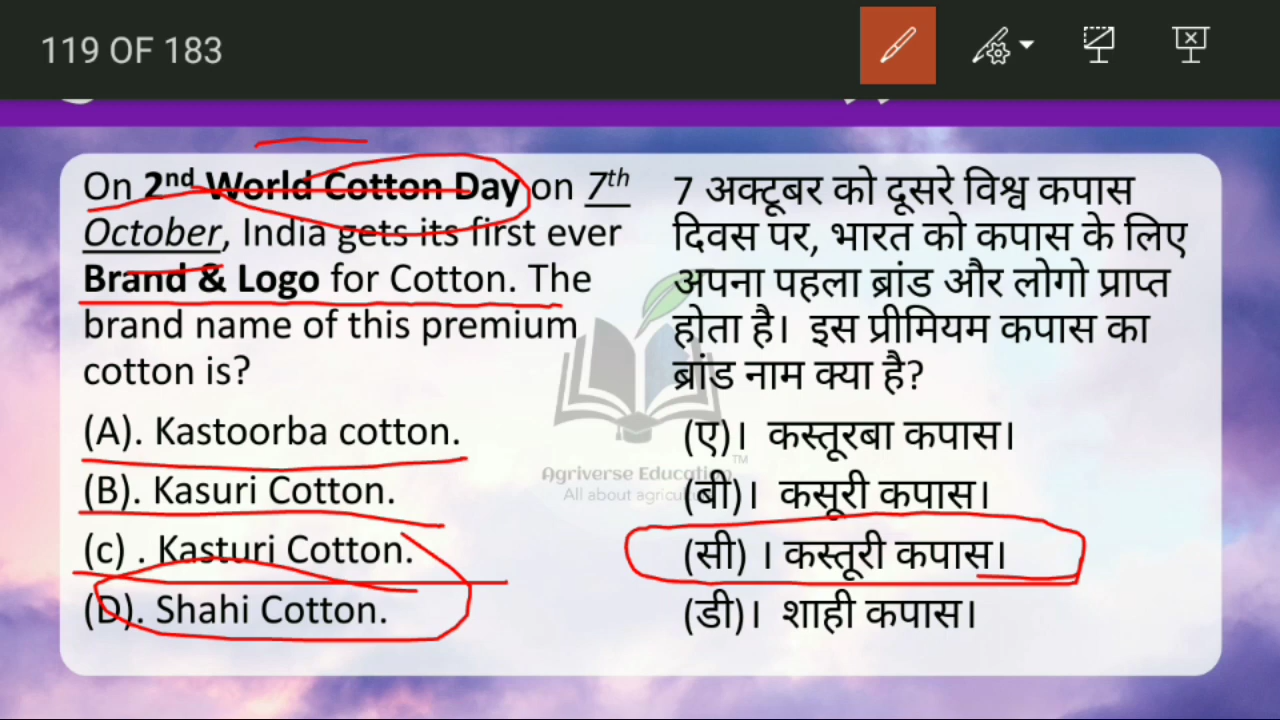 119 OF 183
On 2nd World Cotton Day on 7th
October, India gets its first ever
Brand & Logo for Cotton. The
brand name of this premium
cotton is?
(A). Kastoorba cotton.
(B). Kasuri Cotton.
(c) . Kasturi Cotton.
(D). Shahi Cotton.
7 अक्टूबर को दूसरे विश्व कपास
दिवस पर, भारत को कपास के लिए
अपना पहला ब्रांड और लोगो प्राप्त
होता है। इस प्रीमियम कपास का
ब्रांड नाम क्या है?
(ए)। कस्तूरबा कपास।
(बी)। कसूरी कपास।
(सी) । कस्तूरी कपास।
(डी)। शाही कपास।
Agriverse Education TM
All about